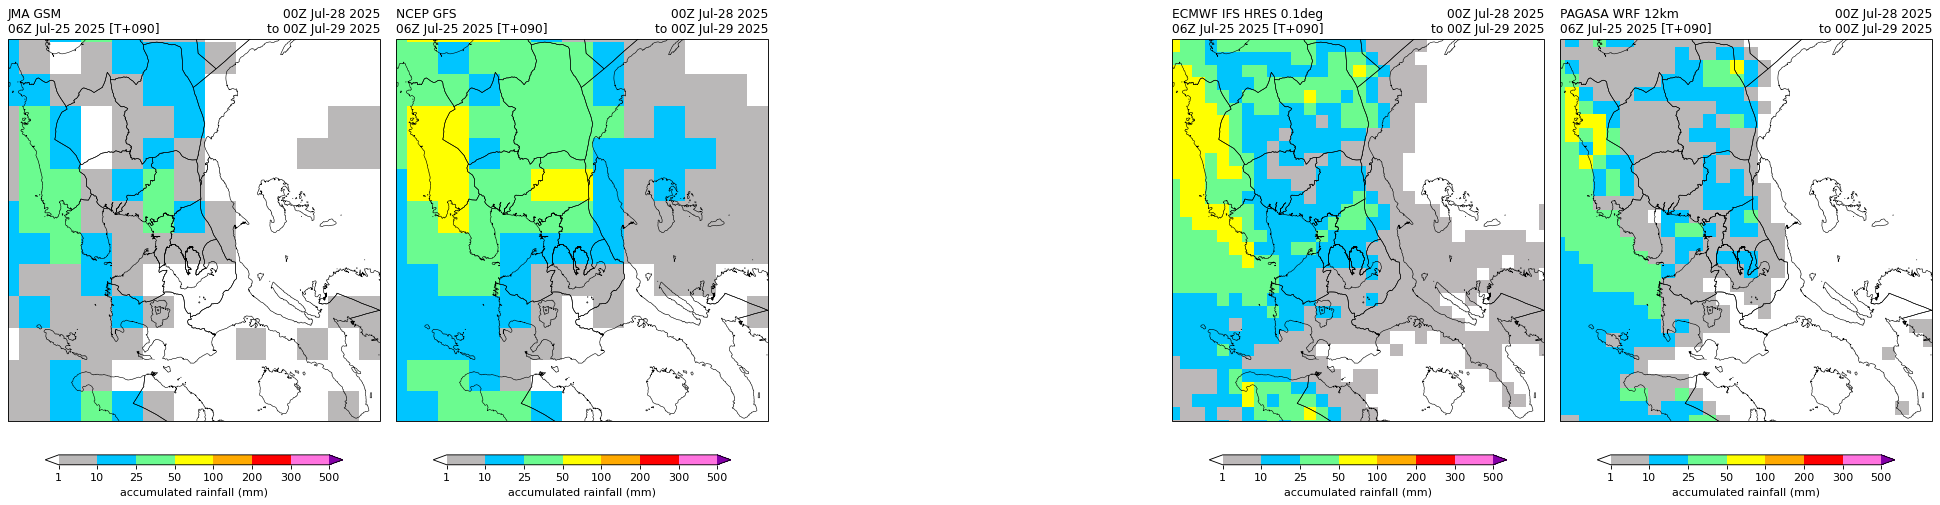 JMA GSM 00Z Jul-28 2025
06Z Jul-25 2025 [T+090] to 00Z Jul-29 2025
1 10 25 50 100 200 300 500
accumulated rainfall (mm)
NCEP GFS 00Z Jul-28 2025
06Z Jul-25 2025 [T+090] to 00Z Jul-29 2025
1 10 25 50 100 200 300 500
accumulated rainfall (mm)
ECMWF IFS HRES 0.1deg 00Z Jul-28 2025
06Z Jul-25 2025 [T+090] to 00Z Jul-29 2025
1 10 25 50 100 200 300 500
accumulated rainfall (mm)
PAGASA WRF 12km 00Z Jul-28 2025
06Z Jul-25 2025 [T+090] to 00Z Jul-29 2025
1 10 25 50 100 200 300 500
accumulated rainfall (mm)